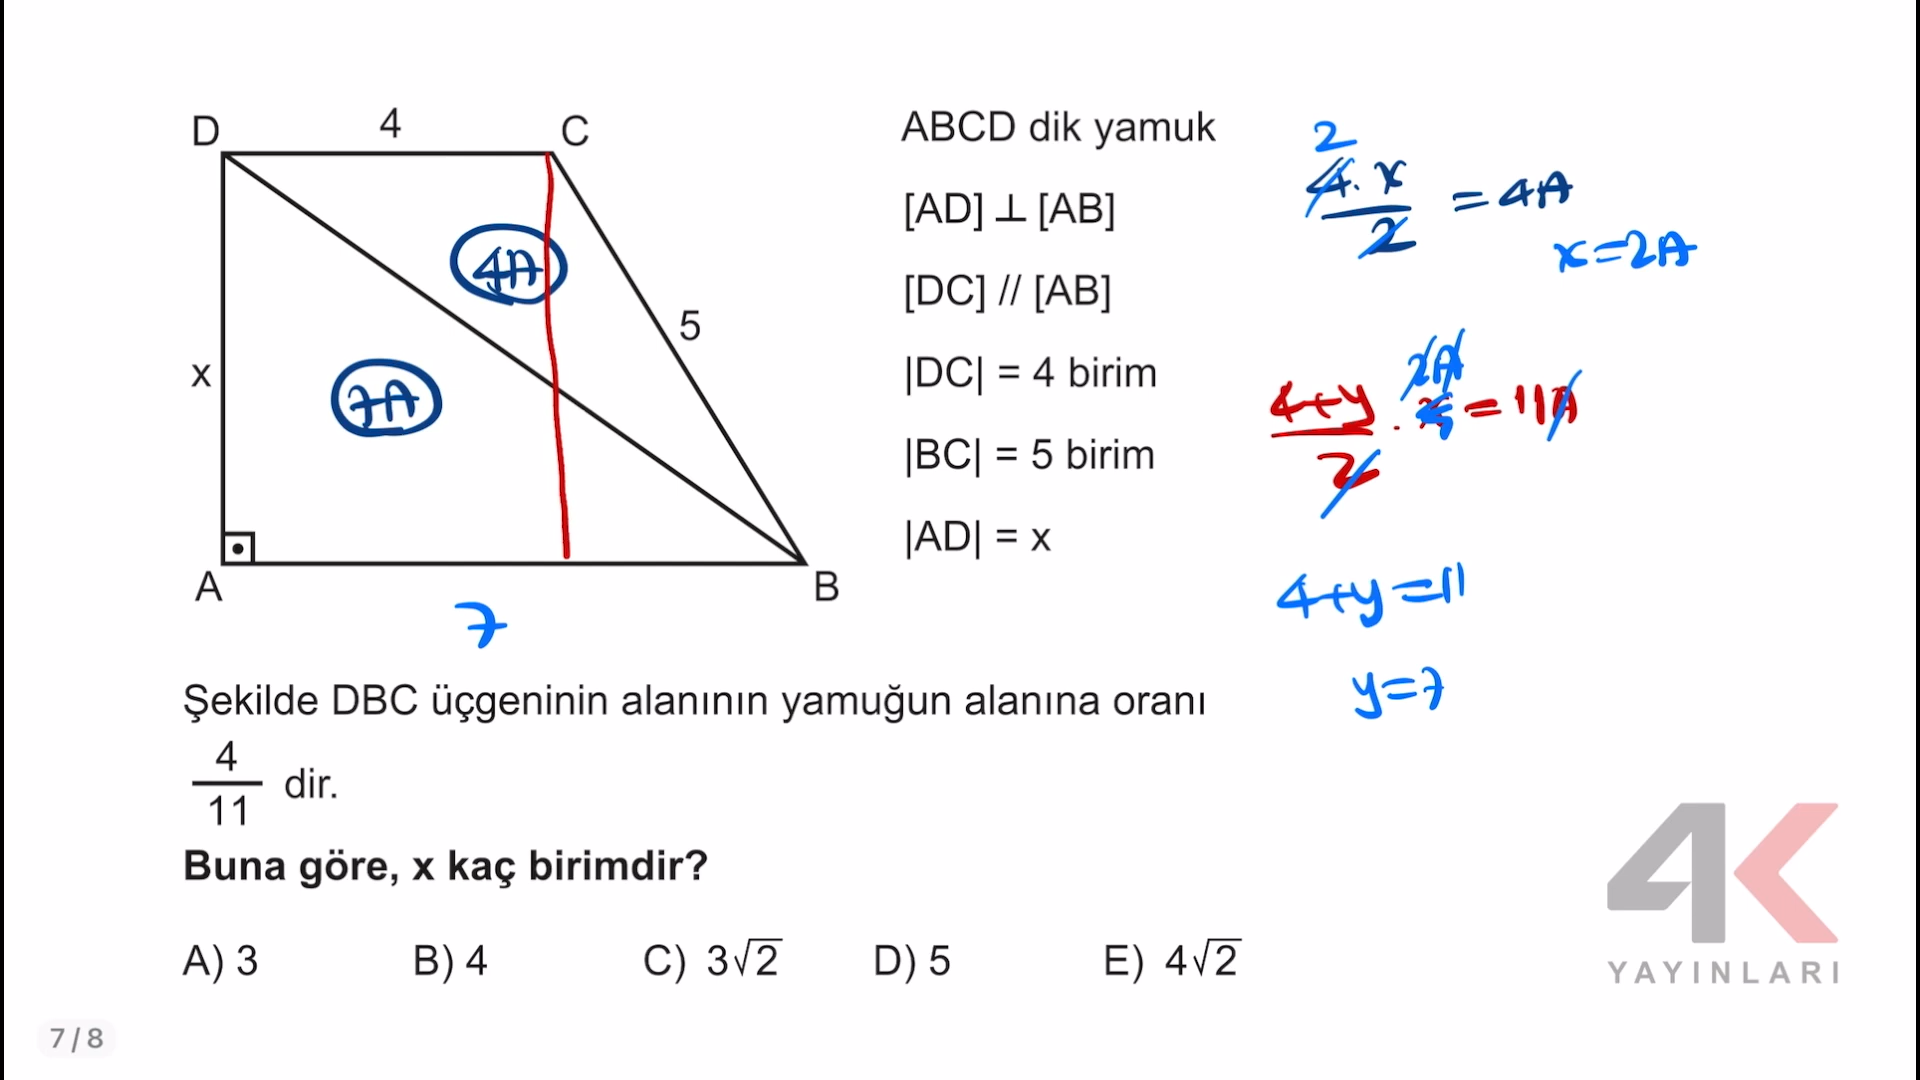 D 4 C
4A
5
x
7A
A B
7
ABCD dik yamuk
[AD] ⊥ [AB]
[DC] // [AB]
|DC| = 4 birim
|BC| = 5 birim
|AD| = x
2
4 . x
2
= 4A
x = 2A
2A
4+y
2
. x = 11A
4+y = 11
y = 7
Şekilde DBC üçgeninin alanının yamuğun alanına oranı
4
11
dir.
Buna göre, x kaç birimdir?
A) 3 B) 4 C) 3√2 D) 5 E) 4√2
4K
YAYINLARI
7 / 8